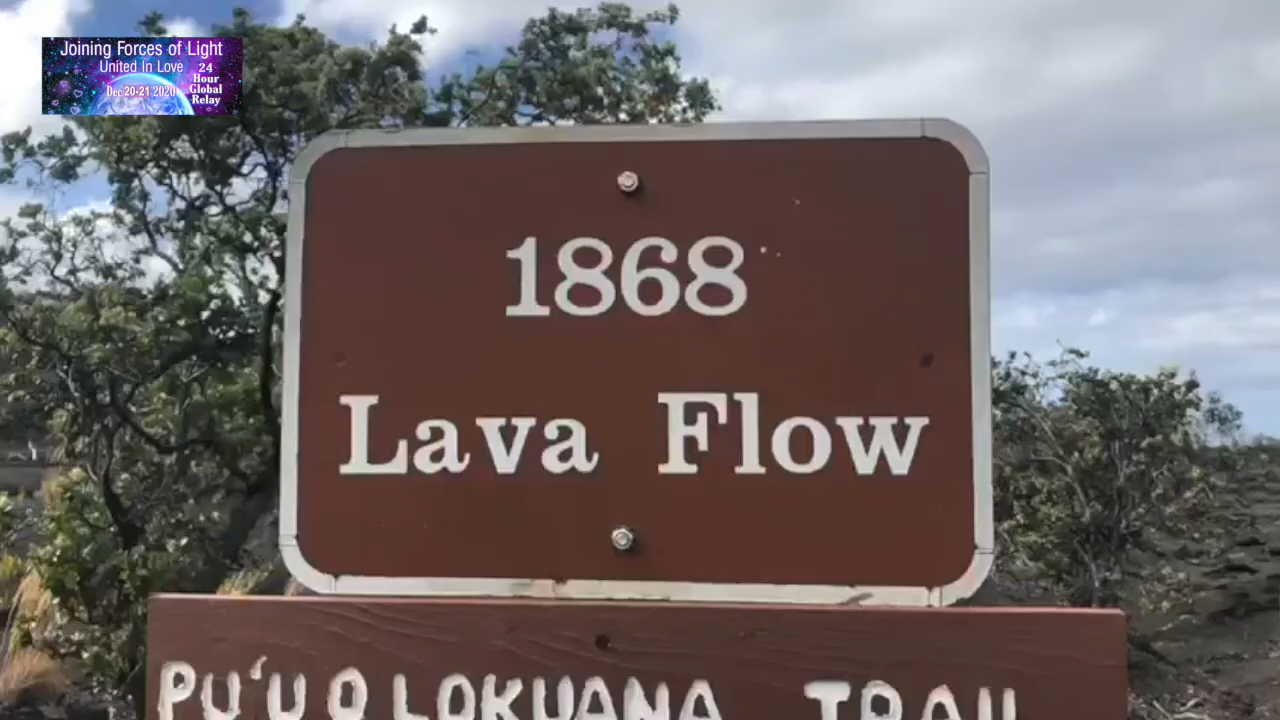 Joining Forces of Light
United In Love
24
Hour
Global
Relay
Dec 20-21 2020
1868
Lava Flow
PU‘U O LOKUANA TRAIL